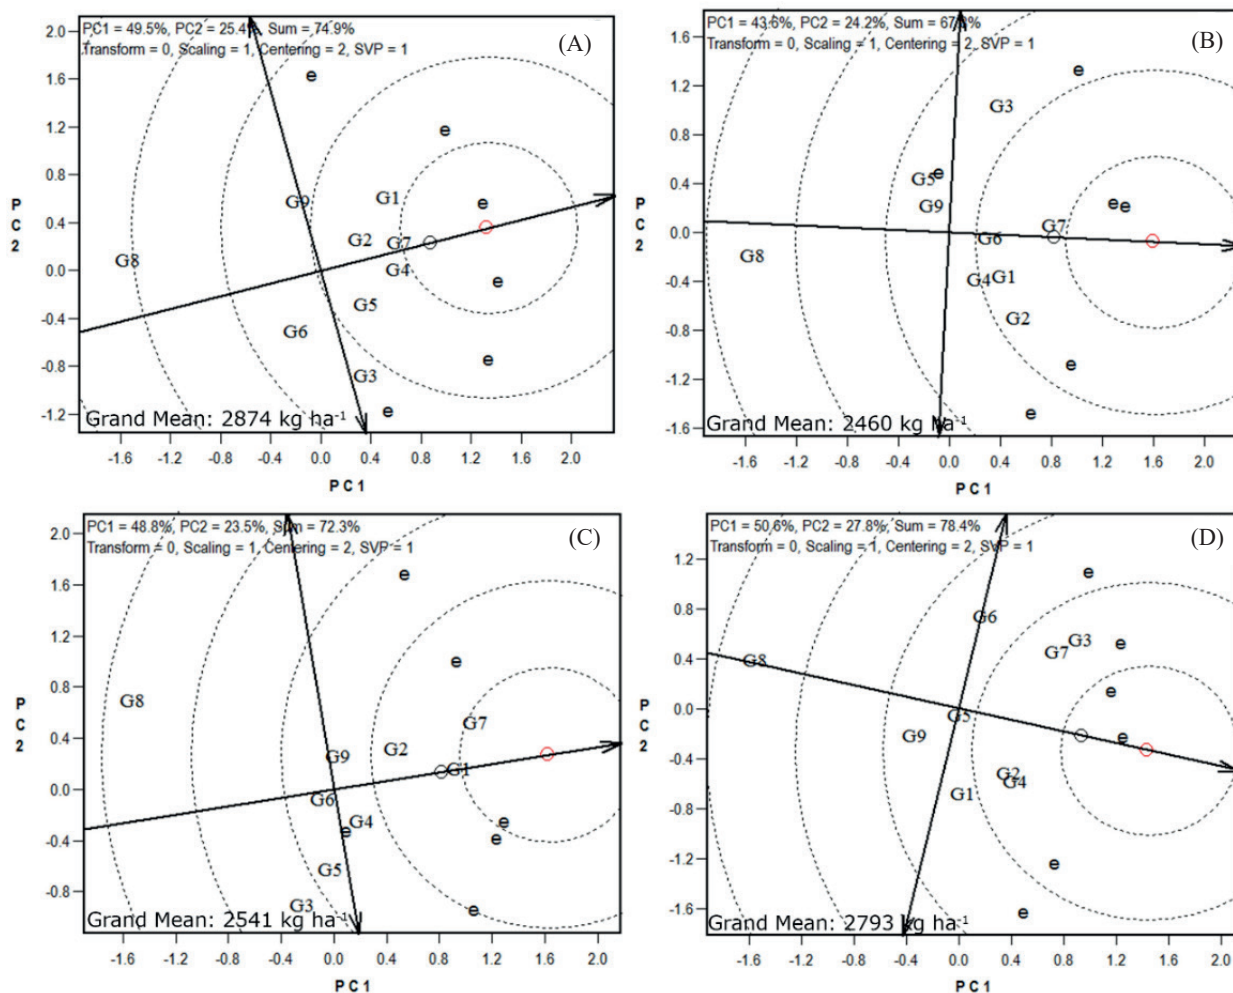 (A)
PC1 = 49.5%, PC2 = 25.4%, Sum = 74.9%
Transform = 0, Scaling = 1, Centering = 2, SVP = 1
2.0
1.6
1.2
0.8
0.4
0.0
-0.4
-0.8
-1.2
P
C
2
e
e
e
e
e
e
G9
G1
G2
G7
G4
G8
G5
G6
G3
Grand Mean: 2874 kg ha⁻¹
-1.6 -1.2 -0.8 -0.4 0.0 0.4 0.8 1.2 1.6 2.0
P C 1
(B)
PC1 = 43.6%, PC2 = 24.2%, Sum = 67.8%
Transform = 0, Scaling = 1, Centering = 2, SVP = 1
1.6
1.2
0.8
0.4
0.0
-0.4
-0.8
-1.2
-1.6
P
C
2
e
G3
e
G5
G9
e
e
G7
G6
G8
G4
G1
G2
e
e
Grand Mean: 2460 kg ha⁻¹
-1.6 -1.2 -0.8 -0.4 0.0 0.4 0.8 1.2 1.6 2.0
P C 1
(C)
PC1 = 48.8%, PC2 = 23.5%, Sum = 72.3%
Transform = 0, Scaling = 1, Centering = 2, SVP = 1
2.0
1.6
1.2
0.8
0.4
0.0
-0.4
-0.8
P
C
2
e
e
G8
G7
G2
G9
G1
G6
G4
e
e
e
G5
G3
e
Grand Mean: 2541 kg ha⁻¹
-1.6 -1.2 -0.8 -0.4 0.0 0.4 0.8 1.2 1.6 2.0
P C 1
(D)
PC1 = 50.6%, PC2 = 27.8%, Sum = 78.4%
Transform = 0, Scaling = 1, Centering = 2, SVP = 1
1.2
0.8
0.4
0.0
-0.4
-0.8
-1.2
-1.6
P
C
2
e
G6
G3
e
G7
G8
e
G5
G9
e
G2
G4
G1
e
e
Grand Mean: 2793 kg ha⁻¹
-1.6 -1.2 -0.8 -0.4 0.0 0.4 0.8 1.2 1.6 2.0
P C 1